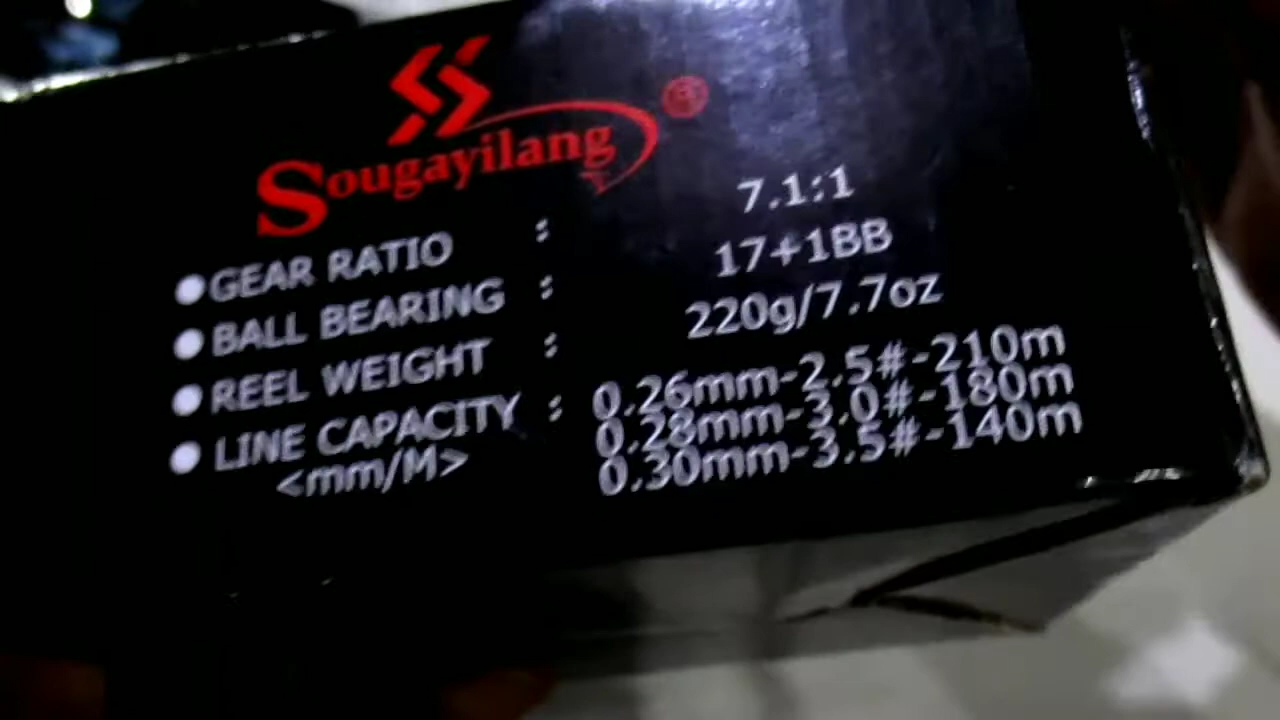 Sougayilang®
GEAR RATIO : 7.1:1
BALL BEARING : 17+1BB
REEL WEIGHT : 220g/7.7oz
LINE CAPACITY : 0.26mm-2.5#-210m
0.28mm-3.0#-180m
<mm/M> 0.30mm-3.5#-140m